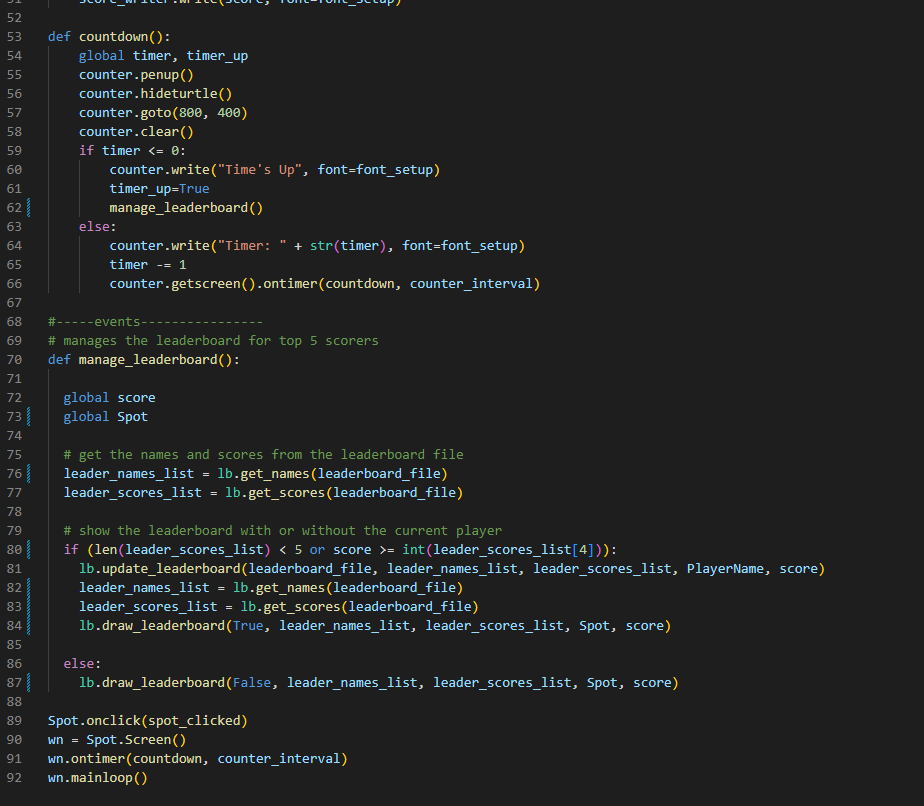 51 score_writer.write(score, font=font_setup)
52
53 def countdown():
54     global timer, timer_up
55     counter.penup()
56     counter.hideturtle()
57     counter.goto(800, 400)
58     counter.clear()
59     if timer <= 0:
60         counter.write("Time's Up", font=font_setup)
61         timer_up=True
62         manage_leaderboard()
63     else:
64         counter.write("Timer: " + str(timer), font=font_setup)
65         timer -= 1
66         counter.getscreen().ontimer(countdown, counter_interval)
67
68 #-----events----------------
69 # manages the leaderboard for top 5 scorers
70 def manage_leaderboard():
71
72   global score
73   global Spot
74
75   # get the names and scores from the leaderboard file
76   leader_names_list = lb.get_names(leaderboard_file)
77   leader_scores_list = lb.get_scores(leaderboard_file)
78
79   # show the leaderboard with or without the current player
80   if (len(leader_scores_list) < 5 or score >= int(leader_scores_list[4])):
81     lb.update_leaderboard(leaderboard_file, leader_names_list, leader_scores_list, PlayerName, score)
82     leader_names_list = lb.get_names(leaderboard_file)
83     leader_scores_list = lb.get_scores(leaderboard_file)
84     lb.draw_leaderboard(True, leader_names_list, leader_scores_list, Spot, score)
85
86   else:
87     lb.draw_leaderboard(False, leader_names_list, leader_scores_list, Spot, score)
88
89 Spot.onclick(spot_clicked)
90 wn = Spot.Screen()
91 wn.ontimer(countdown, counter_interval)
92 wn.mainloop()